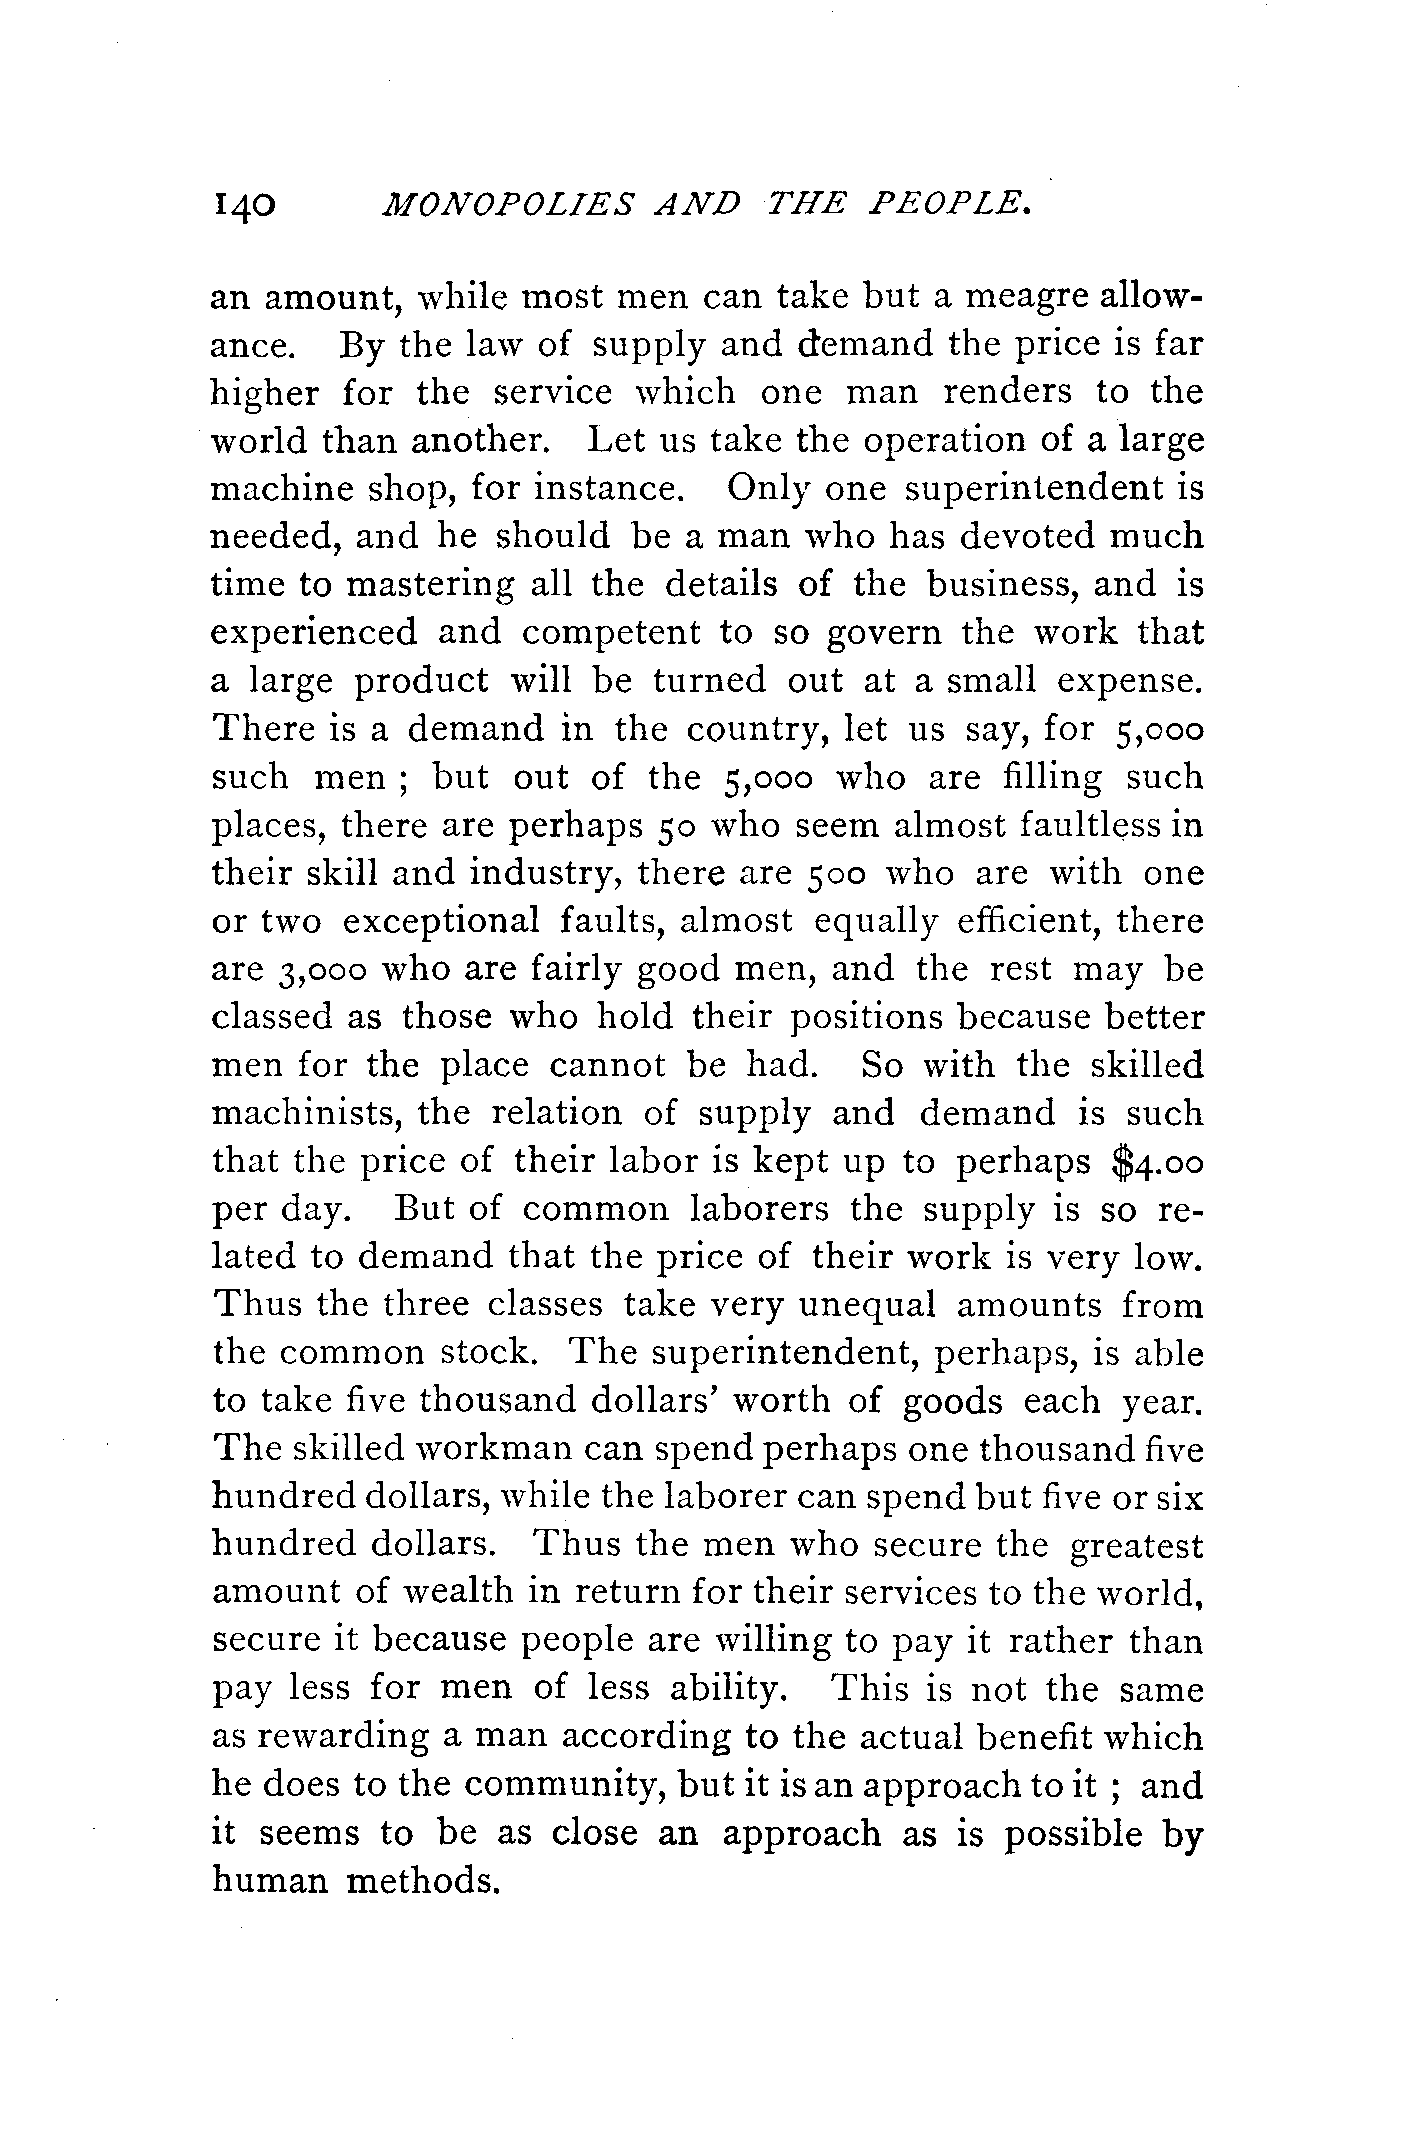 140 MONOPOLIES AND THE PEOPLE.
an amount, while most men can take but a meagre allow-
ance. By the law of supply and demand the price is far
higher for the service which one man renders to the
world than another. Let us take the operation of a large
machine shop, for instance. Only one superintendent is
needed, and he should be a man who has devoted much
time to mastering all the details of the business, and is
experienced and competent to so govern the work that
a large product will be turned out at a small expense.
There is a demand in the country, let us say, for 5,000
such men ; but out of the 5,000 who are filling such
places, there are perhaps 50 who seem almost faultless in
their skill and industry, there are 500 who are with one
or two exceptional faults, almost equally efficient, there
are 3,000 who are fairly good men, and the rest may be
classed as those who hold their positions because better
men for the place cannot be had. So with the skilled
machinists, the relation of supply and demand is such
that the price of their labor is kept up to perhaps $4.00
per day. But of common laborers the supply is so re-
lated to demand that the price of their work is very low.
Thus the three classes take very unequal amounts from
the common stock. The superintendent, perhaps, is able
to take five thousand dollars' worth of goods each year.
The skilled workman can spend perhaps one thousand five
hundred dollars, while the laborer can spend but five or six
hundred dollars. Thus the men who secure the greatest
amount of wealth in return for their services to the world,
secure it because people are willing to pay it rather than
pay less for men of less ability. This is not the same
as rewarding a man according to the actual benefit which
he does to the community, but it is an approach to it ; and
it seems to be as close an approach as is possible by
human methods.